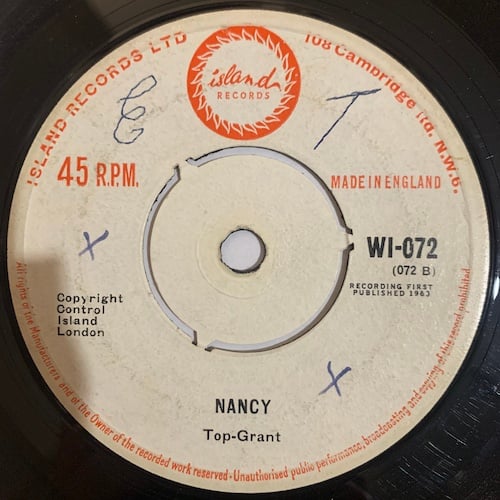 ISLAND RECORDS LTD
108 Cambridge Rd. N.W.6.
island
RECORDS
45 R.P.M.
MADE IN ENGLAND
WI-072
(072 B)
RECORDING FIRST
PUBLISHED 1963
Copyright
Control
Island
London
NANCY
Top-Grant
All rights of the Manufacturers and of the Owner of the recorded work reserved - Unauthorised public performance, broadcasting and copying of this record prohibited